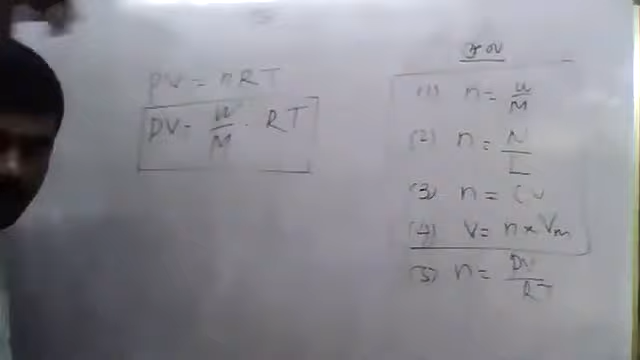 PV = nRT
PV = w/M · RT
সূত্র
(1) n = w/M
(2) n = N/L
(3) n = CV
(4) V = n × Vm
(5) n = PV/RT